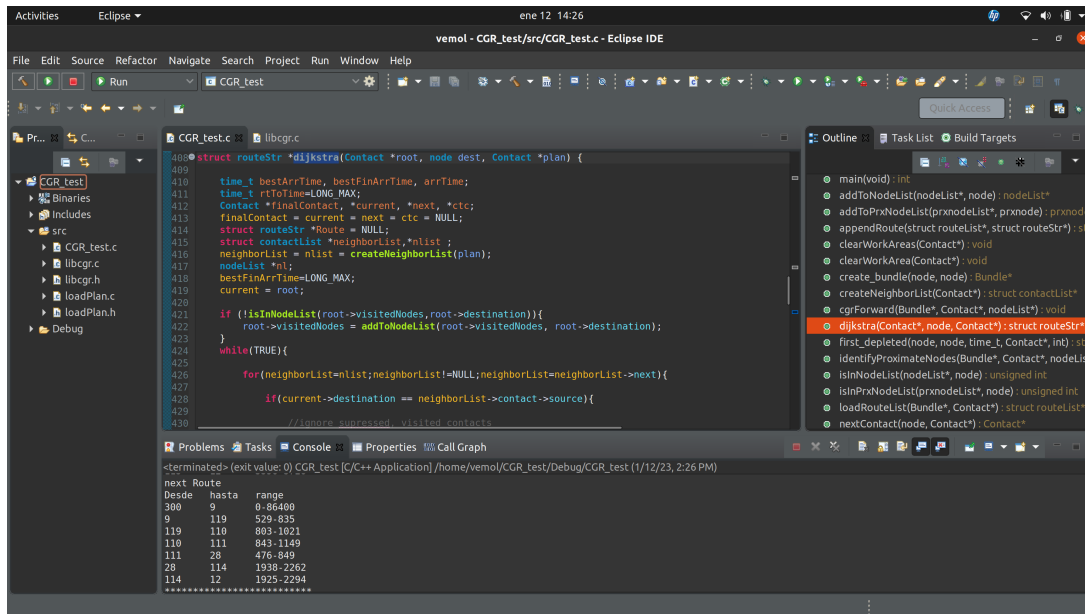 Activities Eclipse ene 12 14:26
vemol - CGR_test/src/CGR_test.c - Eclipse IDE
File Edit Source Refactor Navigate Search Project Run Window Help
Run CGR_test
Quick Access
Pr... C...
CGR_test
Binaries
Includes
src
CGR_test.c
libcgr.c
libcgr.h
loadPlan.c
loadPlan.h
Debug
CGR_test.c libcgr.c
408 struct routeStr *dijkstra(Contact *root, node dest, Contact *plan) {
409
410 time_t bestArrTime, bestFinArrTime, arrTime;
411 time_t rtToTime=LONG_MAX;
412 Contact *finalContact, *current, *next, *ctc;
413 finalContact = current = next = ctc = NULL;
414 struct routeStr *Route = NULL;
415 struct contactList *neighborList,*nlist ;
416 neighborList = nlist = createNeighborList(plan);
417 nodeList *nl;
418 bestFinArrTime=LONG_MAX;
419 current = root;
420
421 if (!isInNodeList(root->visitedNodes,root->destination)){
422 root->visitedNodes = addToNodeList(root->visitedNodes, root->destination);
423 }
424 while(TRUE){
425
426 for(neighborList=nlist;neighborList!=NULL;neighborList=neighborList->next){
427
428 if(current->destination == neighborList->contact->source){
429
430 //ignore supressed, visited contacts
Outline Task List Build Targets
main(void) : int
addToNodeList(nodeList*, node) : nodeList*
addToPrxNodeList(prxnodeList*, prxnode) : prxnod
appendRoute(struct routeList*, struct routeStr*) : st
clearWorkAreas(Contact*) : void
clearWorkAreas(Contact*) : void
create_bundle(node, node) : Bundle*
createNeighborList(Contact*) : struct contactList*
cgrForward(Bundle*, Contact*, nodeList*) : void
dijkstra(Contact*, node, Contact*) : struct routeStr*
first_depleted(node, node, time_t, Contact*, int) : st
identifyProximateNodes(Bundle*, Contact*, nodeLis
isInNodeList(nodeList*, node) : unsigned int
isInPrxNodeList(prxnodeList*, node) : unsigned int
loadRouteList(Bundle*, Contact*) : struct routeList*
nextContact(node, Contact*) : Contact*
Problems Tasks Console Properties Call Graph
<terminated> (exit value: 0) CGR_test [C/C++ Application] /home/vemol/CGR_test/Debug/CGR_test (1/12/23, 2:26 PM)
next Route
Desde hasta range
300 9 0-86400
9 119 529-835
119 110 803-1021
110 111 843-1149
111 28 476-849
28 114 1938-2262
114 12 1925-2294
**************************